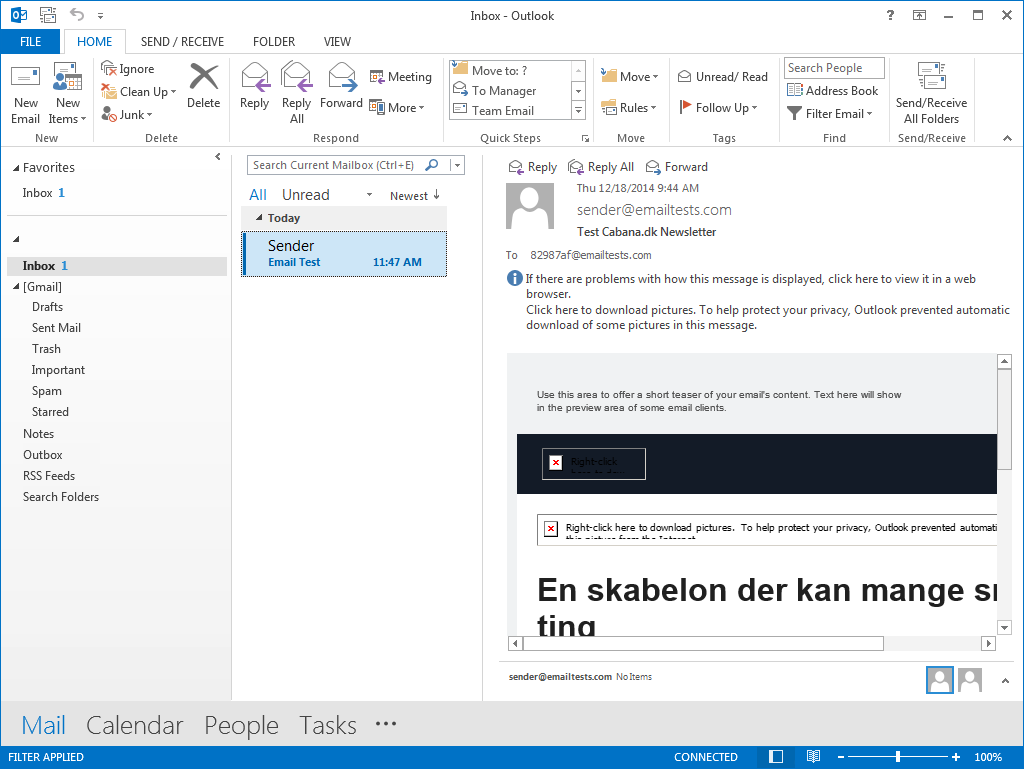 Inbox - Outlook
?
FILE HOME SEND / RECEIVE FOLDER VIEW
New Email
New Items
New
Ignore
Clean Up
Junk
Delete
Delete
Reply
Reply All
Forward
Meeting
More
Respond
Move to: ?
To Manager
Team Email
Quick Steps
Move
Rules
Move
Unread/ Read
Follow Up
Tags
Search People
Address Book
Filter Email
Find
Send/Receive
All Folders
Send/Receive
Favorites
Inbox 1
Inbox 1
[Gmail]
Drafts
Sent Mail
Trash
Important
Spam
Starred
Notes
Outbox
RSS Feeds
Search Folders
Search Current Mailbox (Ctrl+E)
All Unread Newest
Today
Sender
Email Test 11:47 AM
Reply Reply All Forward
Thu 12/18/2014 9:44 AM
sender@emailtests.com
Test Cabana.dk Newsletter
To 82987af@emailtests.com
If there are problems with how this message is displayed, click here to view it in a web
browser.
Click here to download pictures. To help protect your privacy, Outlook prevented automatic
download of some pictures in this message.
Use this area to offer a short teaser of your email's content. Text here will show
in the preview area of some email clients.
Right-click
Right-click here to download pictures. To help protect your privacy, Outlook prevented automati
this picture from the Internet.
En skabelon der kan mange
ting
sender@emailtests.com No Items
Mail Calendar People Tasks •••
FILTER APPLIED CONNECTED 100%